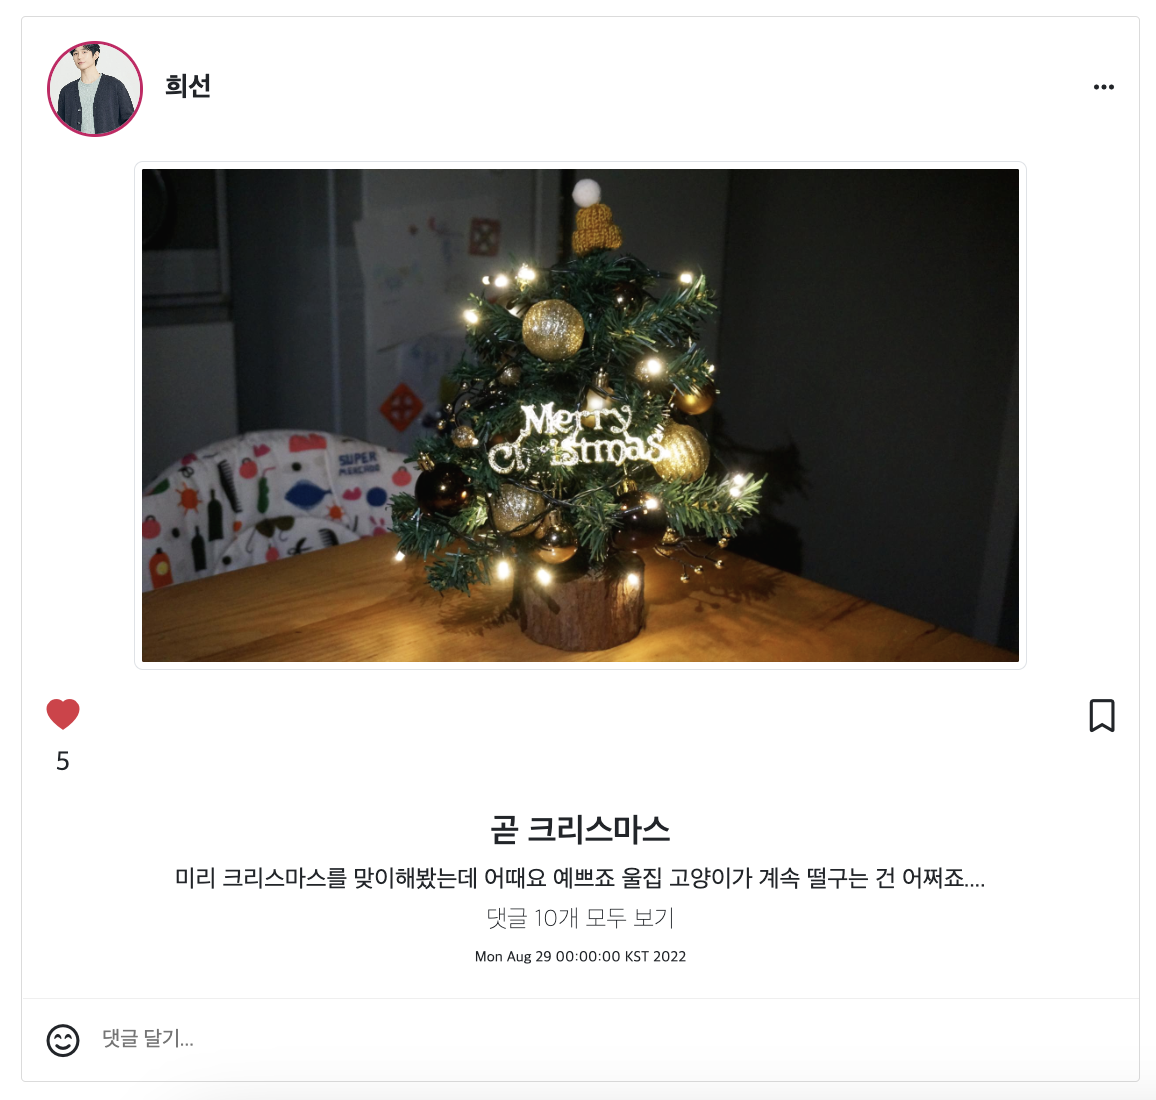 희선
Merry
Christmas
SUPER
MERCADO
5
곧 크리스마스
미리 크리스마스를 맞이해봤는데 어때요 예쁘죠 울집 고양이가 계속 떨구는 건 어쩌죠....
댓글 10개 모두 보기
Mon Aug 29 00:00:00 KST 2022
댓글 달기...